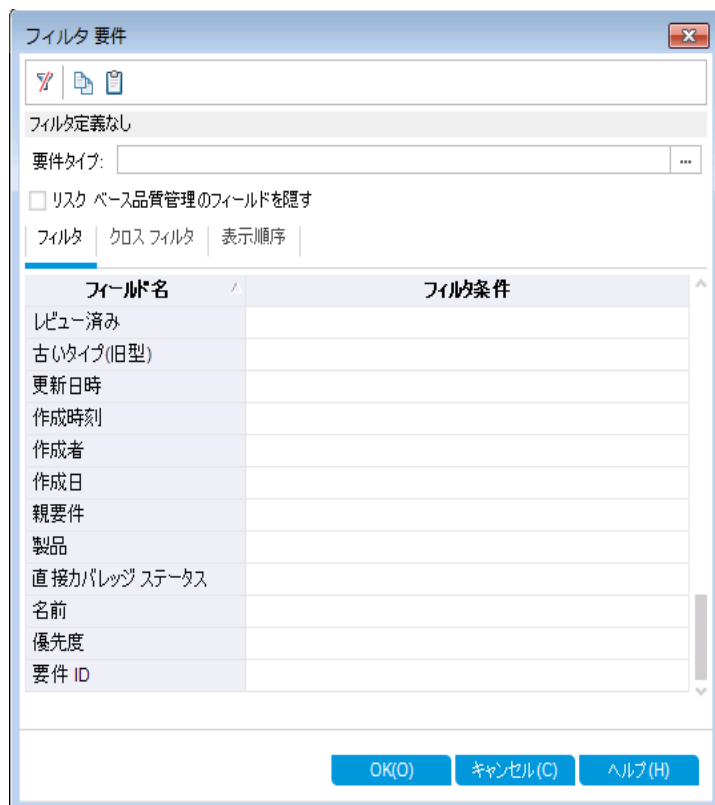 フィルタ 要件
フィルタ定義なし
要件タイプ: ...
リスク ベース品質管理のフィールドを隠す
フィルタ クロス フィルタ 表示順序
フィールド名 フィルタ条件
レビュー済み
古いタイプ(旧型)
更新日時
作成時刻
作成者
作成日
親要件
製品
直接カバレッジ ステータス
名前
優先度
要件 ID
OK(O) キャンセル(C) ヘルプ(H)